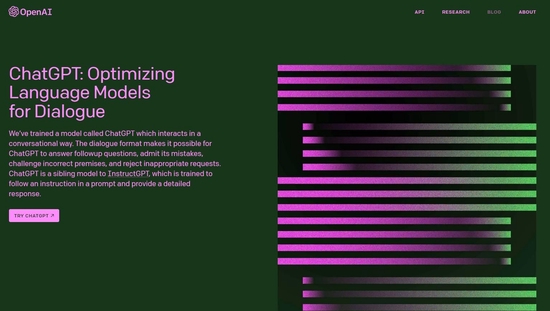 OpenAI
API RESEARCH BLOG ABOUT
ChatGPT: Optimizing
Language Models
for Dialogue
We've trained a model called ChatGPT which interacts in a
conversational way. The dialogue format makes it possible for
ChatGPT to answer followup questions, admit its mistakes,
challenge incorrect premises, and reject inappropriate requests.
ChatGPT is a sibling model to InstructGPT, which is trained to
follow an instruction in a prompt and provide a detailed
response.
TRY CHATGPT ↗